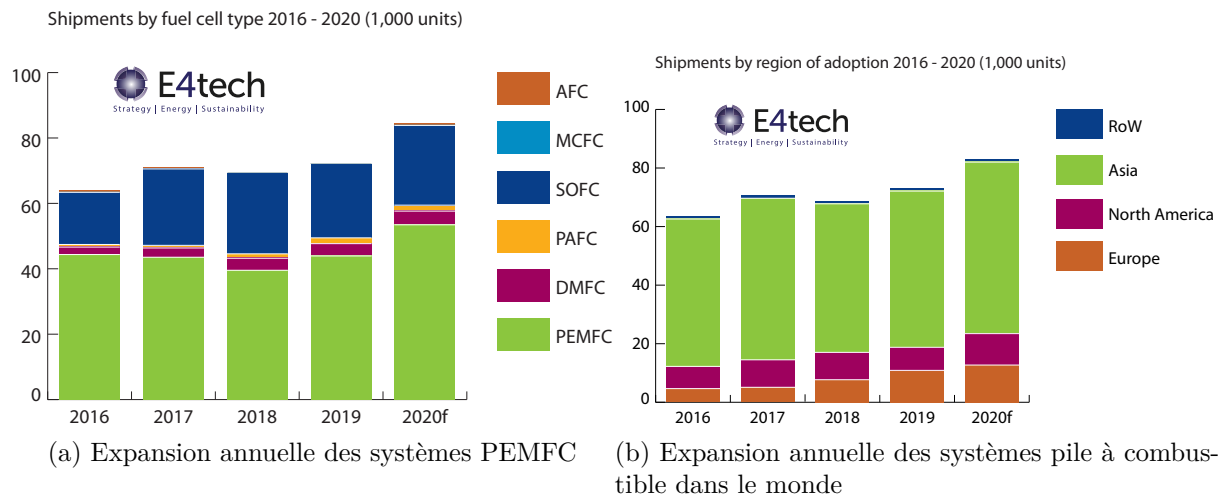 Shipments by fuel cell type 2016 - 2020 (1,000 units)
E4tech
Strategy | Energy | Sustainability
100
80
60
40
20
0
2016
2017
2018
2019
2020f
AFC
MCFC
SOFC
PAFC
DMFC
PEMFC
(a) Expansion annuelle des systèmes PEMFC
Shipments by region of adoption 2016 - 2020 (1,000 units)
E4tech
Strategy | Energy | Sustainability
100
80
60
40
20
0
2016
2017
2018
2019
2020f
RoW
Asia
North America
Europe
(b) Expansion annuelle des systèmes pile à combus-
tible dans le monde